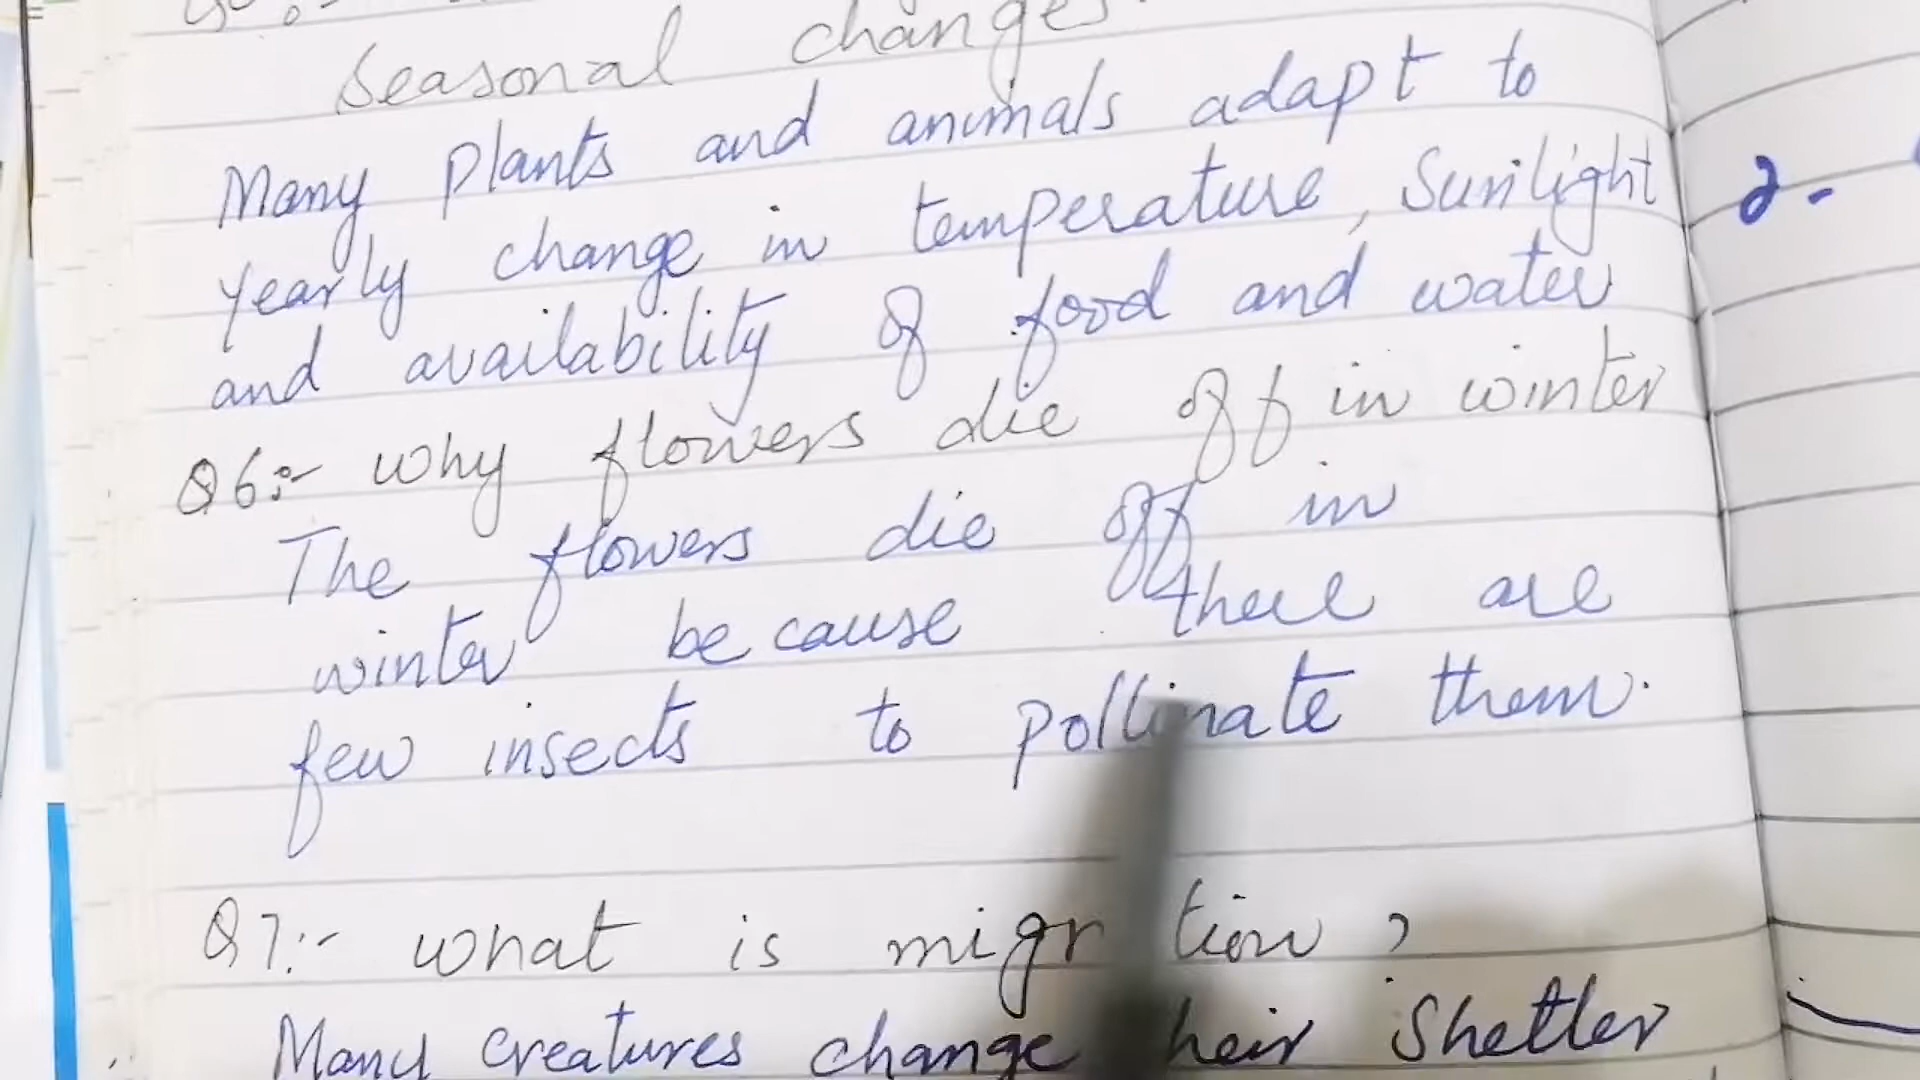 Seasonal changes.
Many plants and animals adapt to
yearly change in temperature, Sunlight
and availability of food and water
Q6:- why flowers die off in winter
The flowers die off in
winter because there are
few insects to pollinate them.
Q7:- what is migr tion ?
Many creatures change heir Shetler
2-